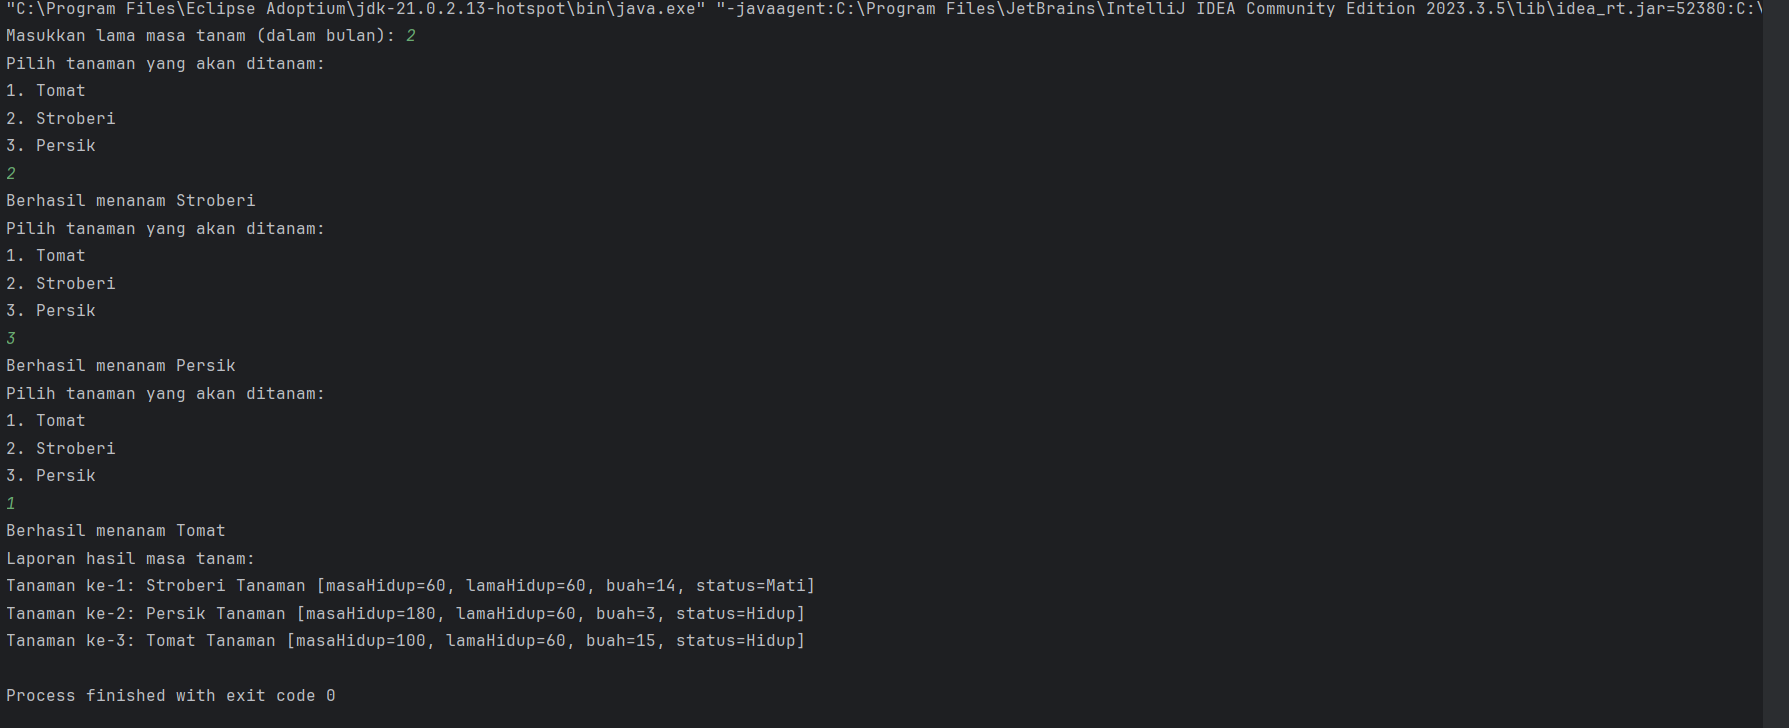 "C:\Program Files\Eclipse Adoptium\jdk-21.0.2.13-hotspot\bin\java.exe" "-javaagent:C:\Program Files\JetBrains\IntelliJ IDEA Community Edition 2023.3.5\lib\idea_rt.jar=52380:C:\
Masukkan lama masa tanam (dalam bulan): 2
Pilih tanaman yang akan ditanam:
1. Tomat
2. Stroberi
3. Persik
2
Berhasil menanam Stroberi
Pilih tanaman yang akan ditanam:
1. Tomat
2. Stroberi
3. Persik
3
Berhasil menanam Persik
Pilih tanaman yang akan ditanam:
1. Tomat
2. Stroberi
3. Persik
1
Berhasil menanam Tomat
Laporan hasil masa tanam:
Tanaman ke-1: Stroberi Tanaman [masaHidup=60, lamaHidup=60, buah=14, status=Mati]
Tanaman ke-2: Persik Tanaman [masaHidup=180, lamaHidup=60, buah=3, status=Hidup]
Tanaman ke-3: Tomat Tanaman [masaHidup=100, lamaHidup=60, buah=15, status=Hidup]
Process finished with exit code 0